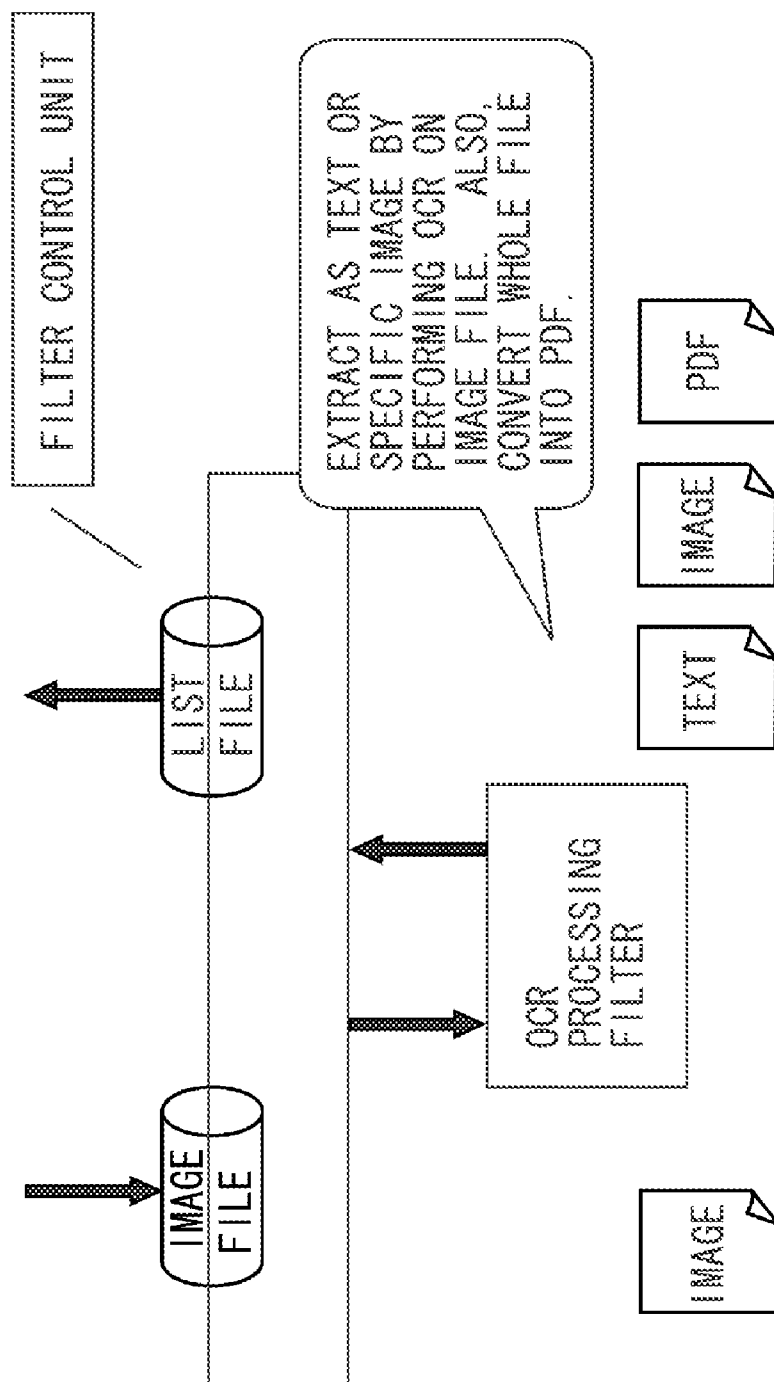 FILTER CONTROL UNIT
IMAGE
FILE
LIST
FILE
EXTRACT AS TEXT OR
SPECIFIC IMAGE BY
PERFORMING OCR ON
IMAGE FILE. ALSO,
CONVERT WHOLE FILE
INTO PDF.
OCR
PROCESSING
FILTER
IMAGE
TEXT
IMAGE
PDF